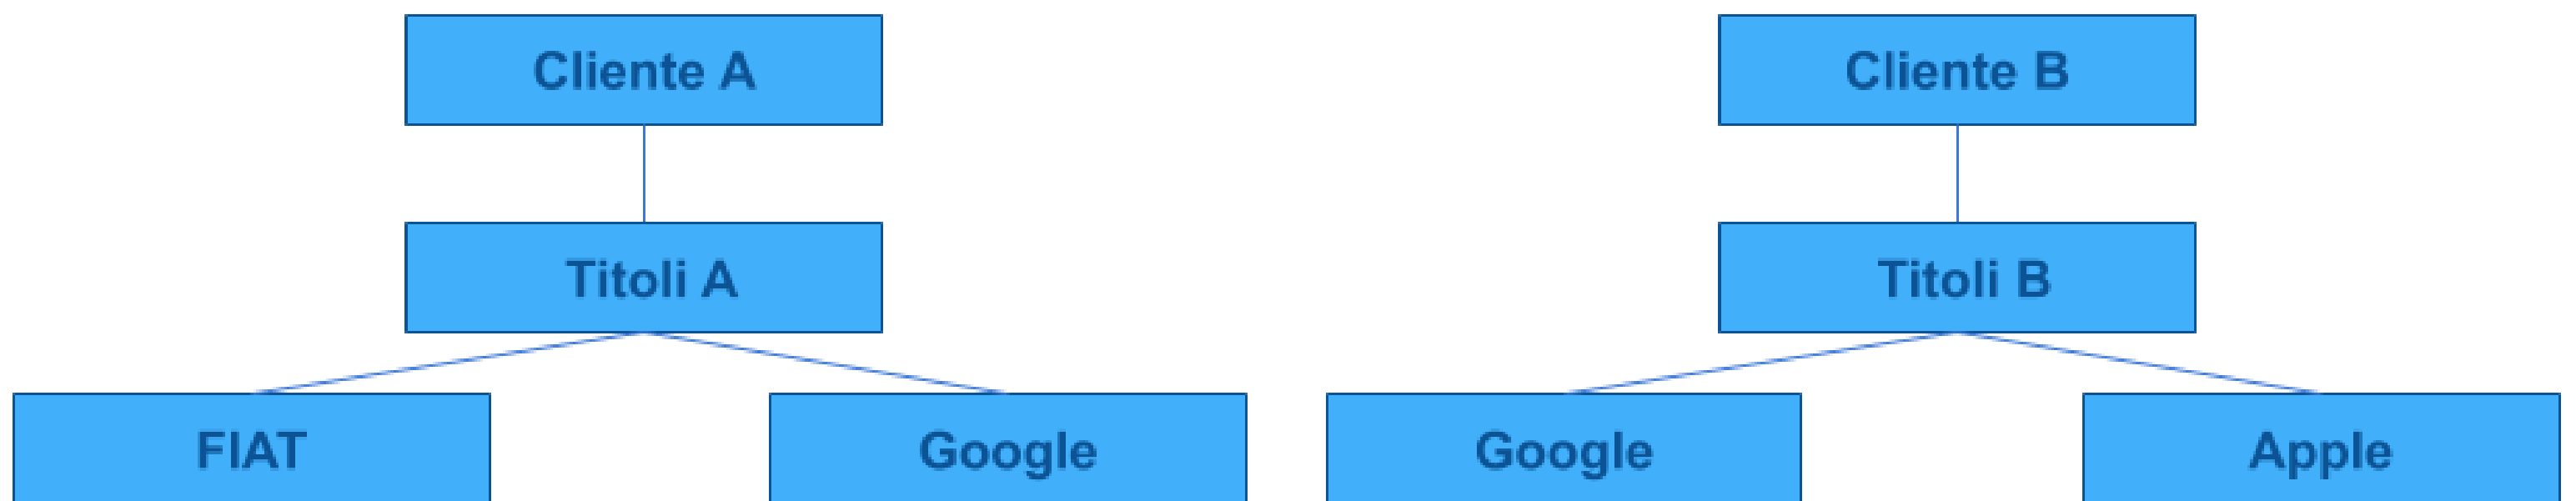 Cliente A
Cliente B
Titoli A
Titoli B
FIAT
Google
Google
Apple